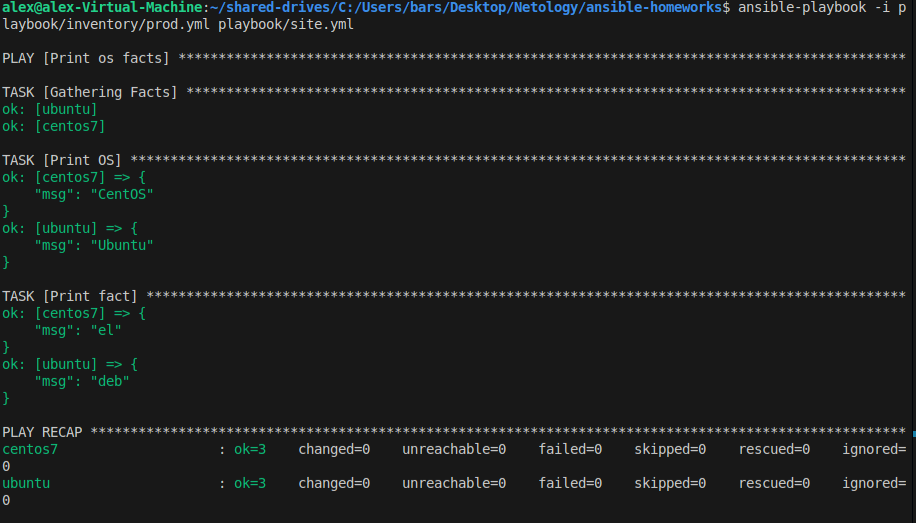 alex@alex-Virtual-Machine:~/shared-drives/C:/Users/bars/Desktop/Netology/ansible-homeworks$ ansible-playbook -i p
laybook/inventory/prod.yml playbook/site.yml
PLAY [Print os facts] *******************************************************************************************
TASK [Gathering Facts] ******************************************************************************************
ok: [ubuntu]
ok: [centos7]
TASK [Print OS] *************************************************************************************************
ok: [centos7] => {
    "msg": "CentOS"
}
ok: [ubuntu] => {
    "msg": "Ubuntu"
}
TASK [Print fact] ***********************************************************************************************
ok: [centos7] => {
    "msg": "el"
}
ok: [ubuntu] => {
    "msg": "deb"
}
PLAY RECAP ******************************************************************************************************
centos7                    : ok=3    changed=0    unreachable=0    failed=0    skipped=0    rescued=0    ignored=
0
ubuntu                     : ok=3    changed=0    unreachable=0    failed=0    skipped=0    rescued=0    ignored=
0